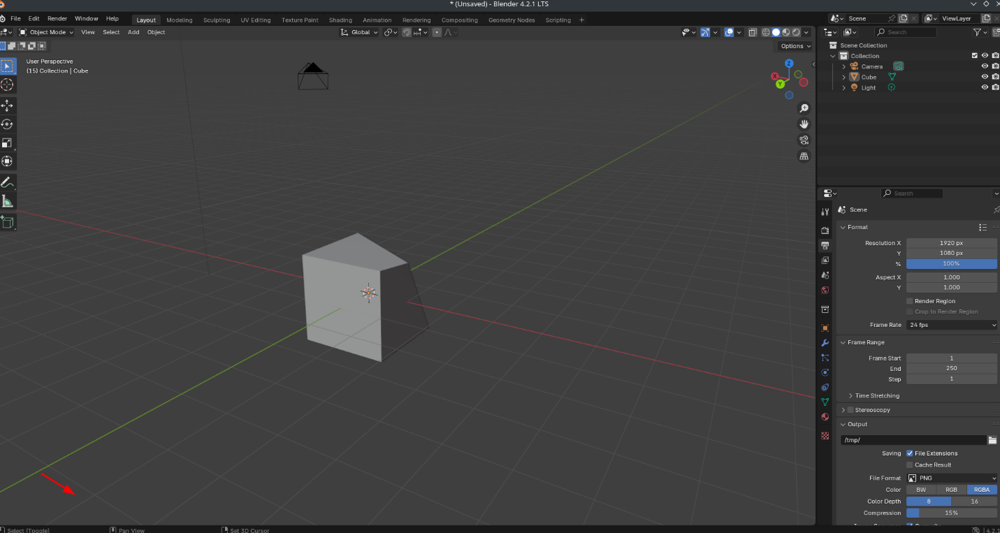 * (Unsaved) - Blender 4.2.1 LTS
File Edit Render Window Help Layout Modeling Sculpting UV Editing Texture Paint Shading Animation Rendering Compositing Geometry Nodes Scripting + Scene ViewLayer
Object Mode View Select Add Object Global Search
Options
User Perspective
(15) Collection | Cube
Z
X
Y
Scene Collection
Collection
Camera
Cube
Light
Search
Scene
Format
Resolution X 1920 px
Y 1080 px
% 100%
Aspect X 1.000
Y 1.000
Render Region
Crop to Render Region
Frame Rate 24 fps
Frame Range
Frame Start 1
End 250
Step 1
Time Stretching
Stereoscopy
Output
/tmp/
Saving File Extensions
Cache Result
File Format PNG
Color BW RGB RGBA
Color Depth 8 16
Compression 15%
Select (Toggle) Pan View Set 3D Cursor 4.2.1